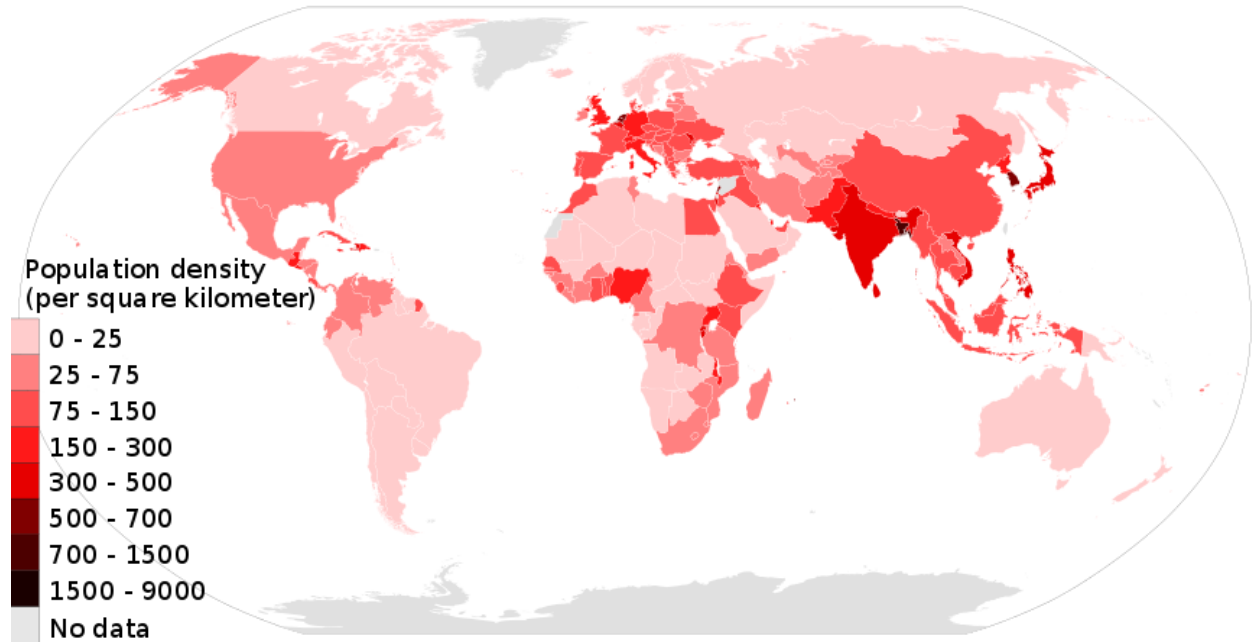 Population density
(per square kilometer)
0 - 25
25 - 75
75 - 150
150 - 300
300 - 500
500 - 700
700 - 1500
1500 - 9000
No data